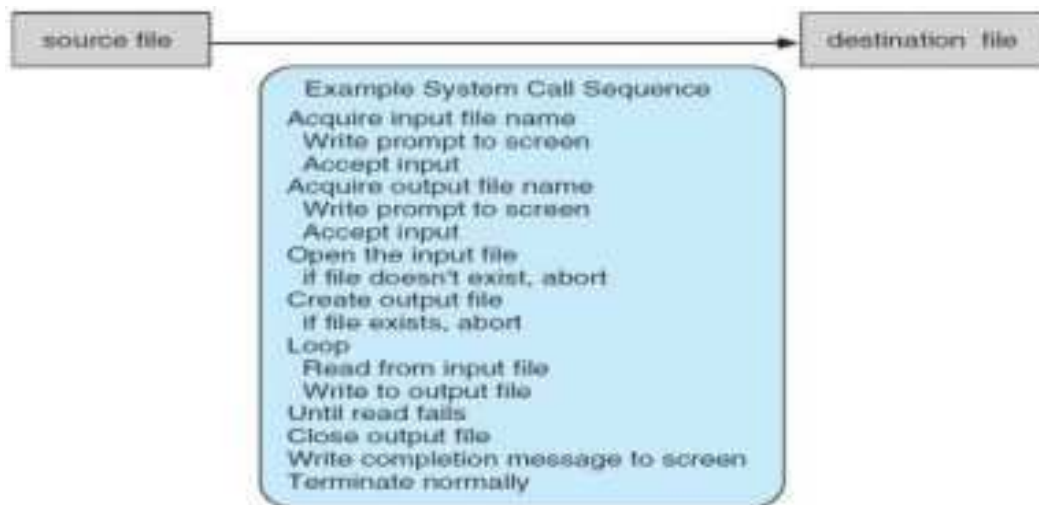 source file
destination file
Example System Call Sequence
Acquire input file name
Write prompt to screen
Accept input
Acquire output file name
Write prompt to screen
Accept input
Open the input file
if file doesn't exist, abort
Create output file
if file exists, abort
Loop
Read from input file
Write to output file
Until read fails
Close output file
Write completion message to screen
Terminate normally